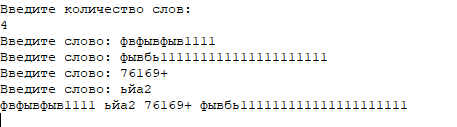 Введите количество слов:
4
Введите слово: фвфывфыв1111
Введите слово: фывбь111111111111111111111
Введите слово: 76169+
Введите слово: ьйа2
фвфывфыв1111 ьйа2 76169+ фывбь111111111111111111111